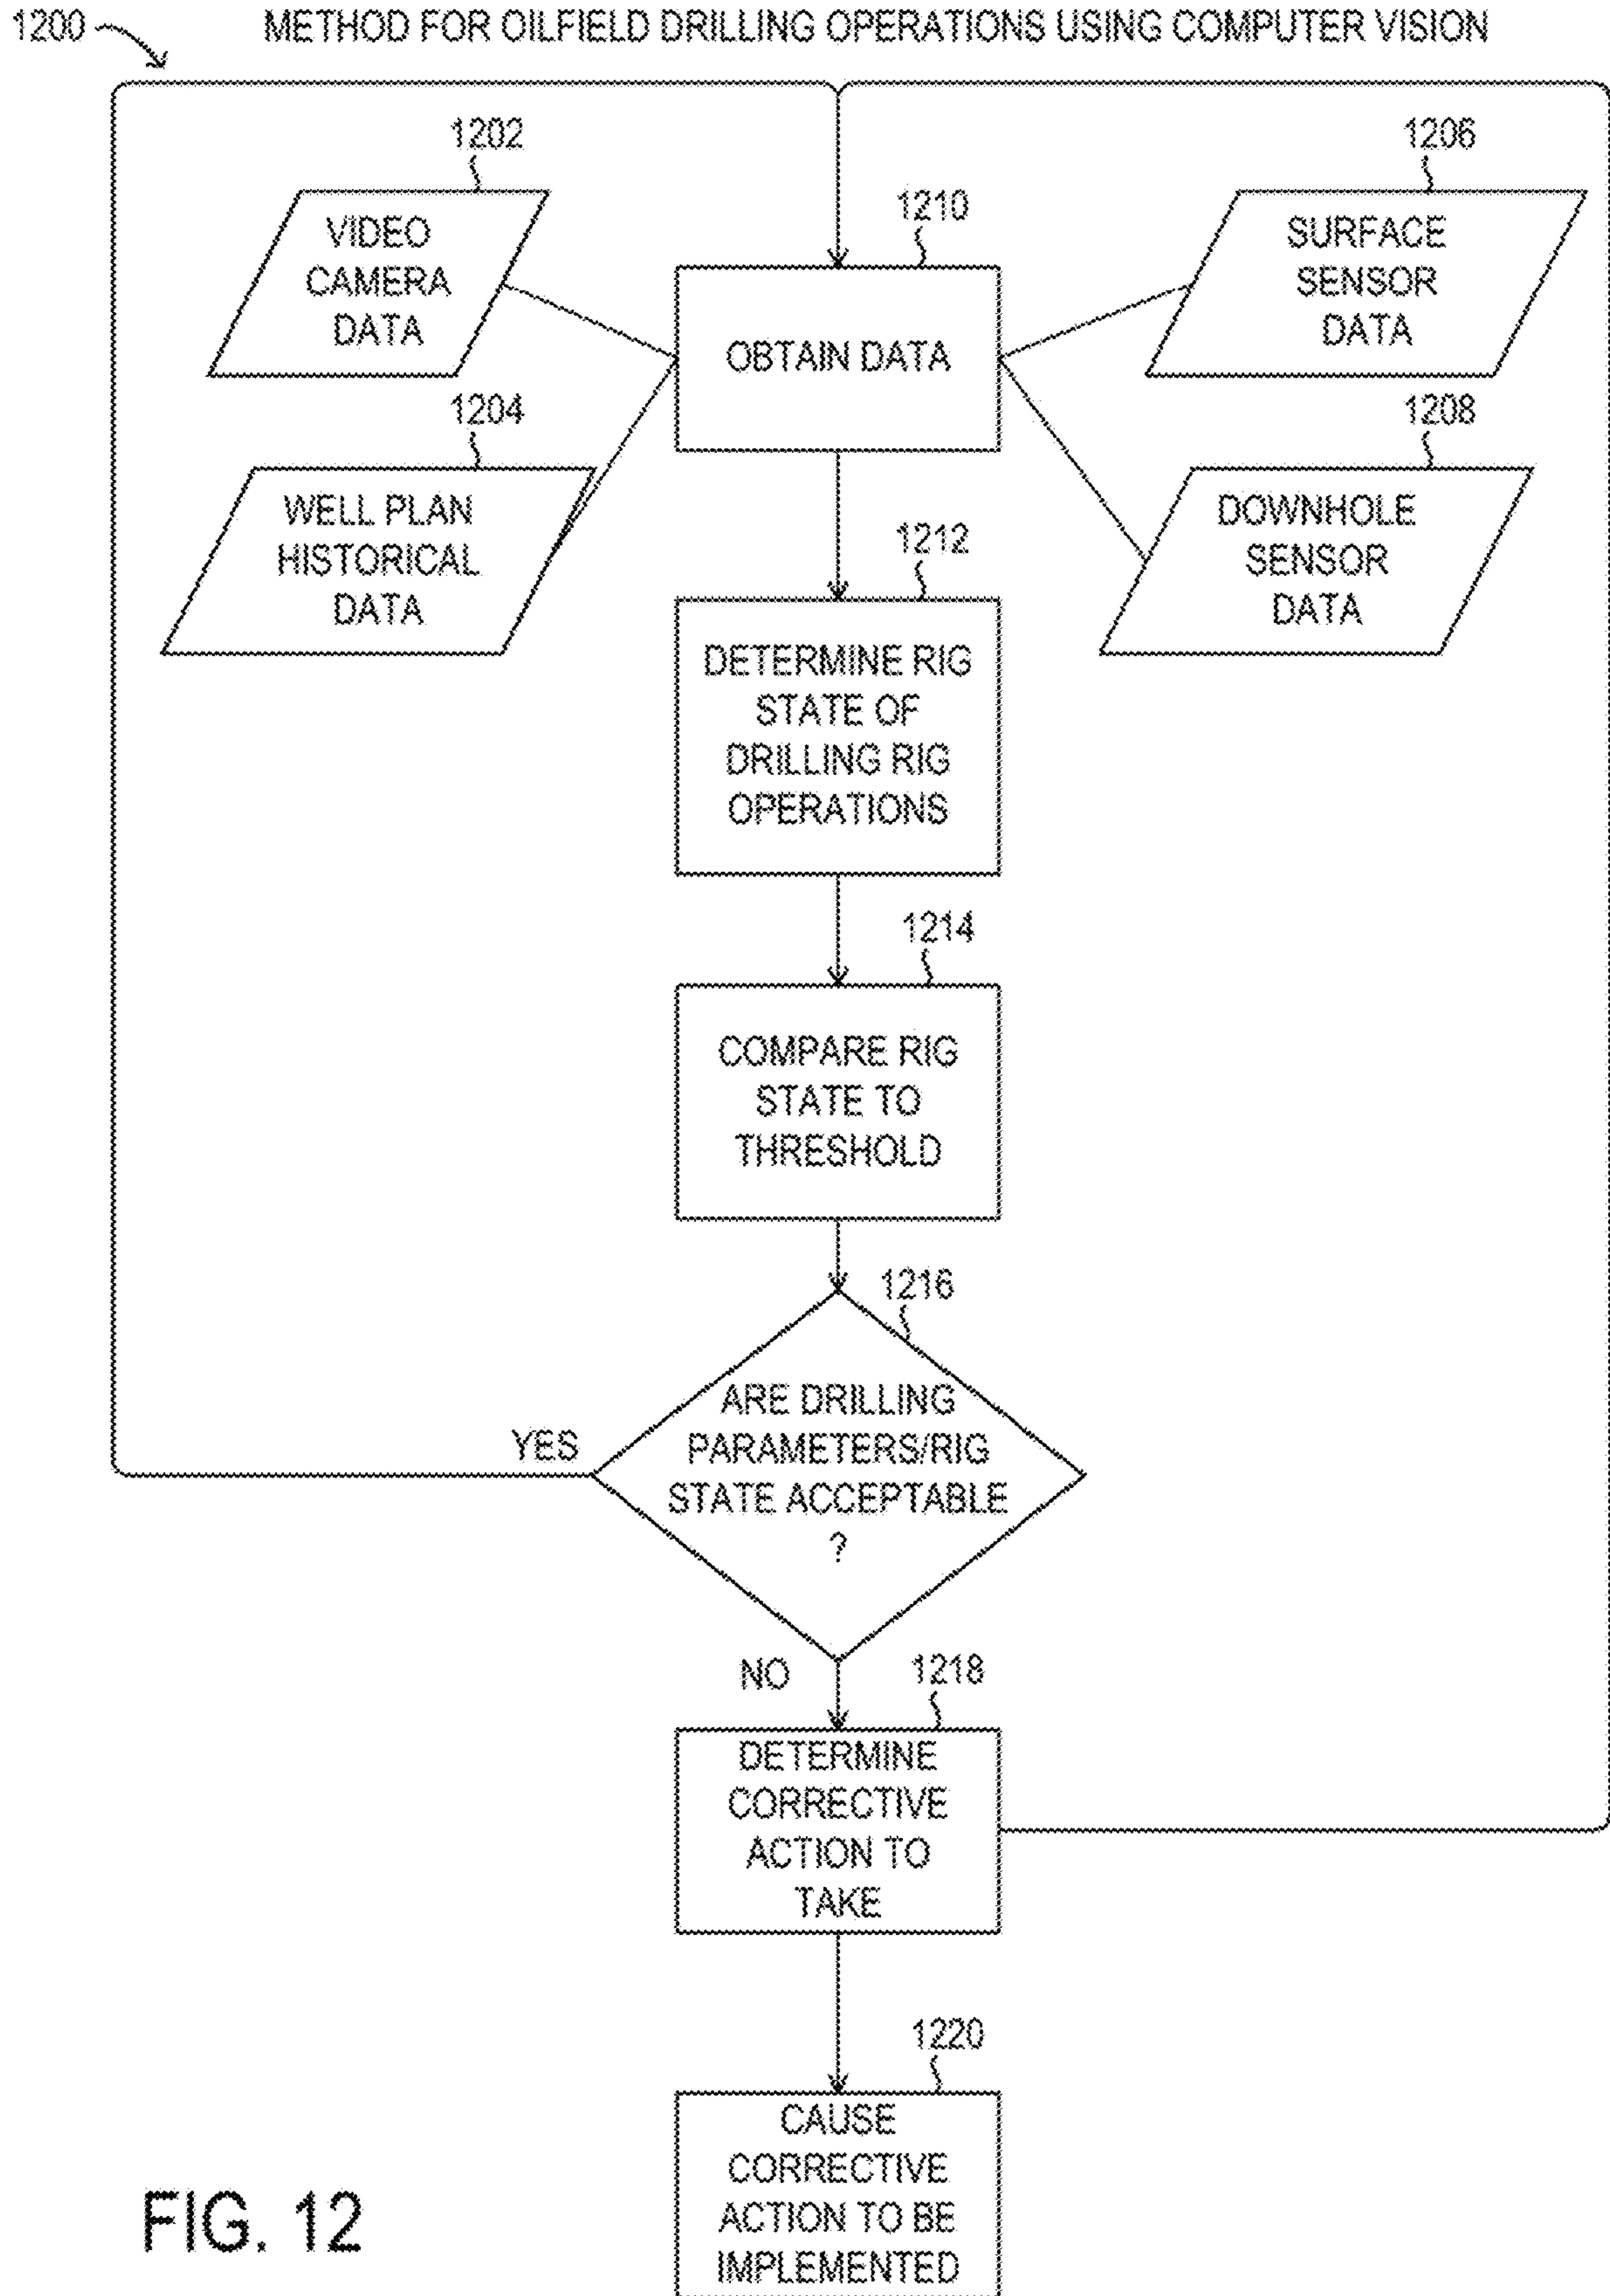 1200
METHOD FOR OILFIELD DRILLING OPERATIONS USING COMPUTER VISION
1202
VIDEO
CAMERA
DATA
1204
WELL PLAN
HISTORICAL
DATA
1206
SURFACE
SENSOR
DATA
1208
DOWNHOLE
SENSOR
DATA
1210
OBTAIN DATA
1212
DETERMINE RIG
STATE OF
DRILLING RIG
OPERATIONS
1214
COMPARE RIG
STATE TO
THRESHOLD
1216
ARE DRILLING
PARAMETERS/RIG
STATE ACCEPTABLE
?
YES
NO
1218
DETERMINE
CORRECTIVE
ACTION TO
TAKE
1220
CAUSE
CORRECTIVE
ACTION TO BE
IMPLEMENTED
FIG. 12